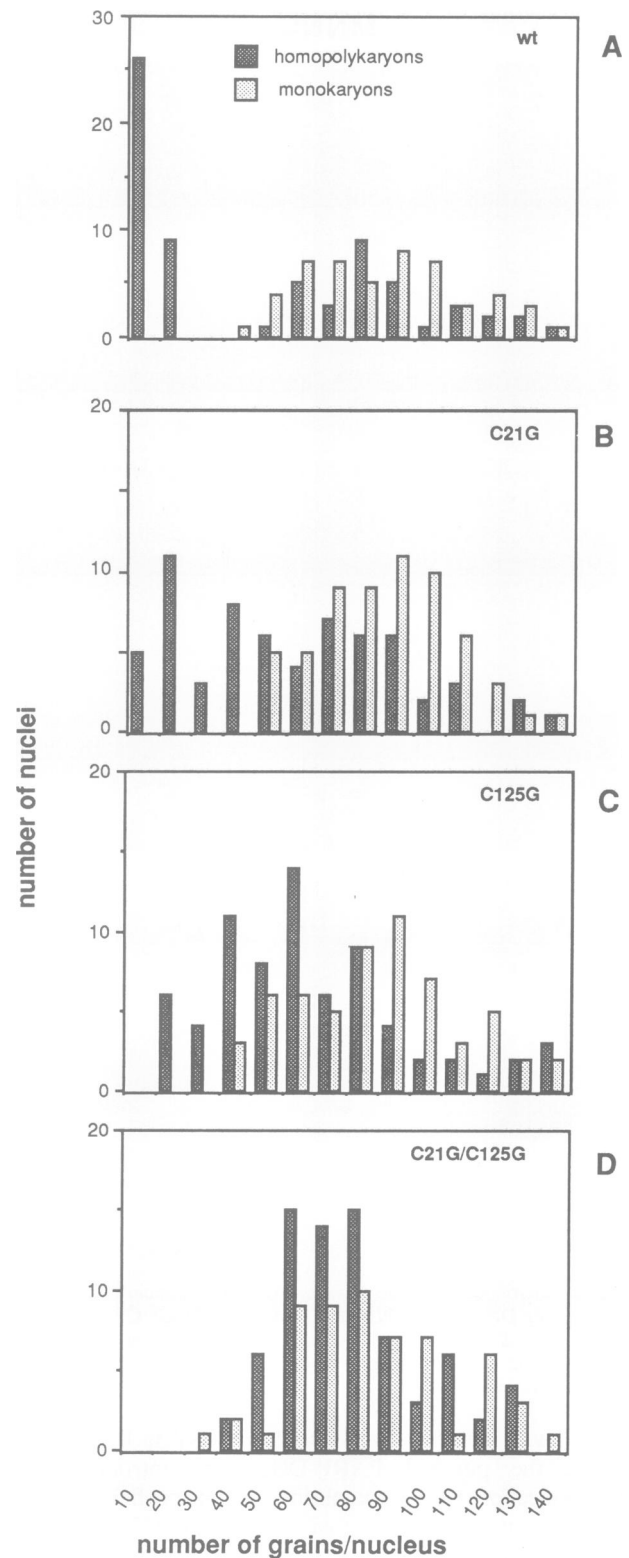 30
20
10
0
wt
A
homopolykaryons
monokaryons
20
10
0
C21G
B
20
10
0
C125G
C
20
10
0
C21G/C125G
D
number of nuclei
10 20 30 40 50 60 70 80 90 100 110 120 130 140
number of grains/nucleus